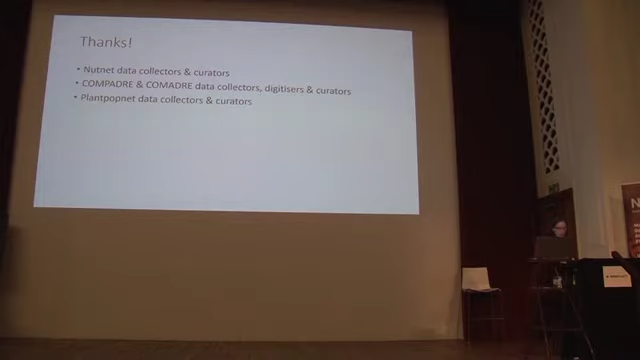 Thanks!
• Nutnet data collectors & curators
• COMPADRE & COMADRE data collectors, digitisers & curators
• Plantpopnet data collectors & curators